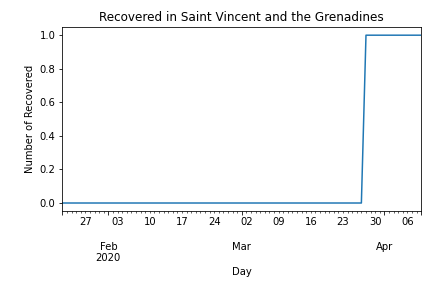 Recovered in Saint Vincent and the Grenadines
Number of Recovered
1.0
0.8
0.6
0.4
0.2
0.0
27 03 10 17 24 02 09 16 23 30 06
Feb Mar Apr
2020
Day